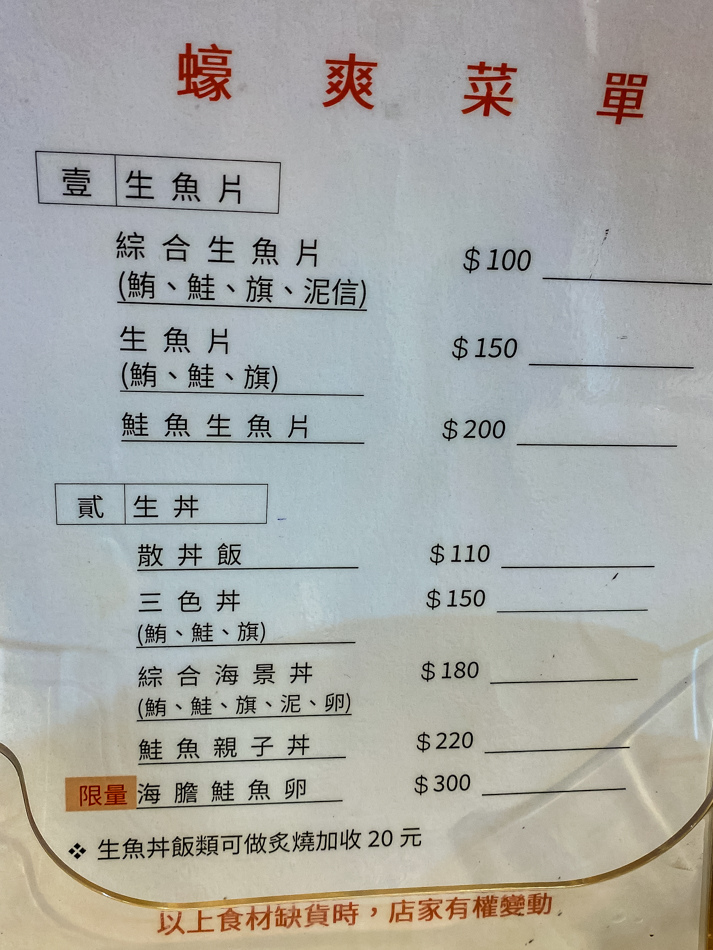 蠔爽菜單
壹 生魚片
綜合生魚片 $100
(鮪、鮭、旗、泥信)
生魚片 $150
(鮪、鮭、旗)
鮭魚生魚片 $200
貳 生丼
散丼飯 $110
三色丼 $150
(鮪、鮭、旗)
綜合海景丼 $180
(鮪、鮭、旗、泥、卵)
鮭魚親子丼 $220
限量 海膽鮭魚卵 $300
❖ 生魚丼飯類可做炙燒加收 20 元
以上食材缺貨時，店家有權變動